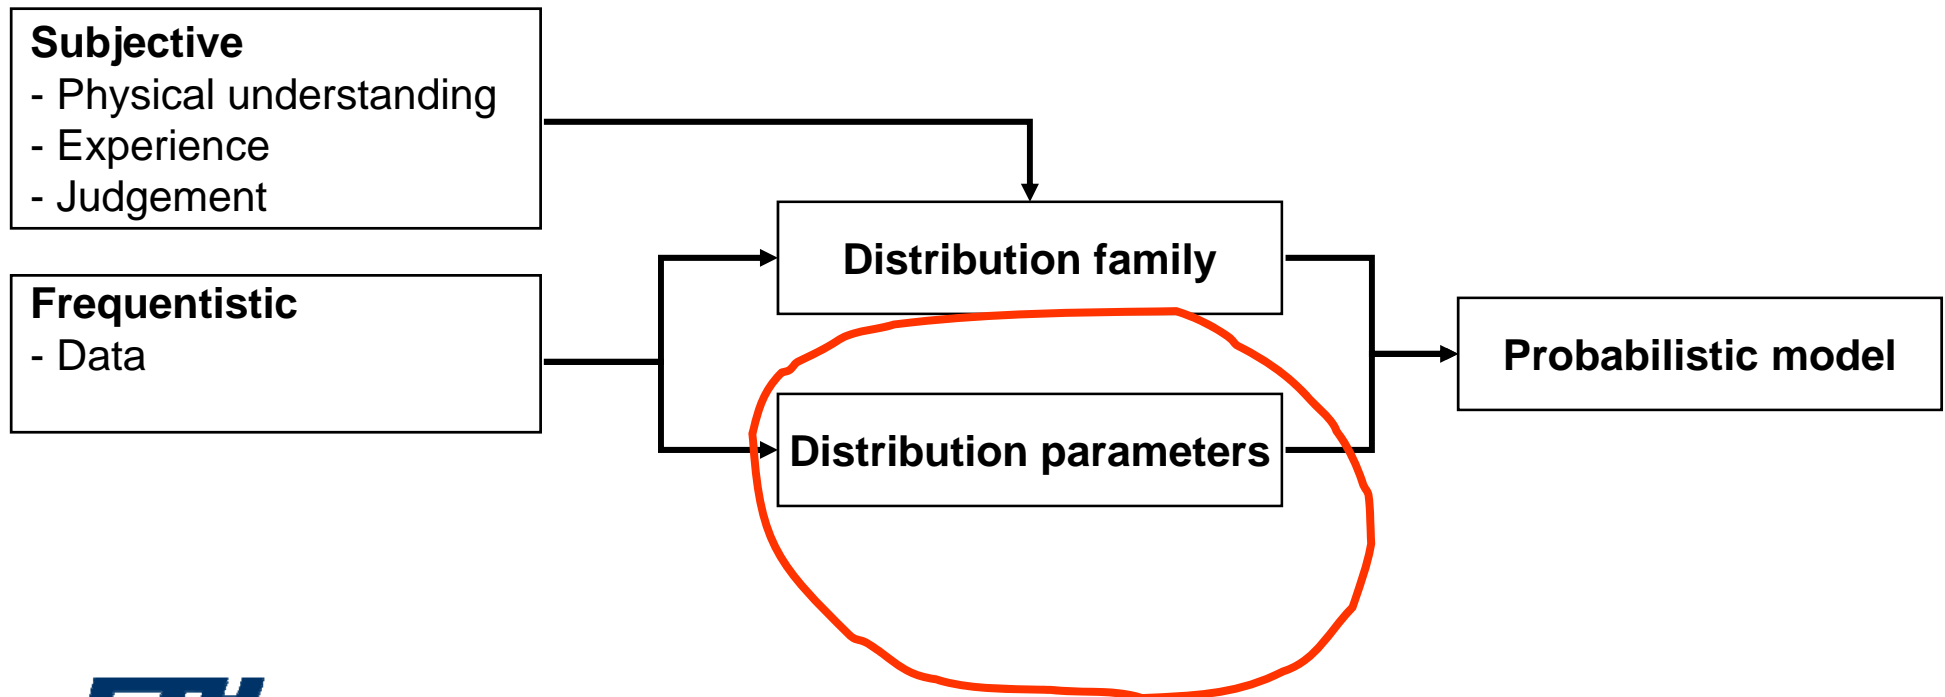 Subjective
- Physical understanding
- Experience
- Judgement
Distribution family
Frequentistic
- Data
Probabilistic model
Distribution parameters